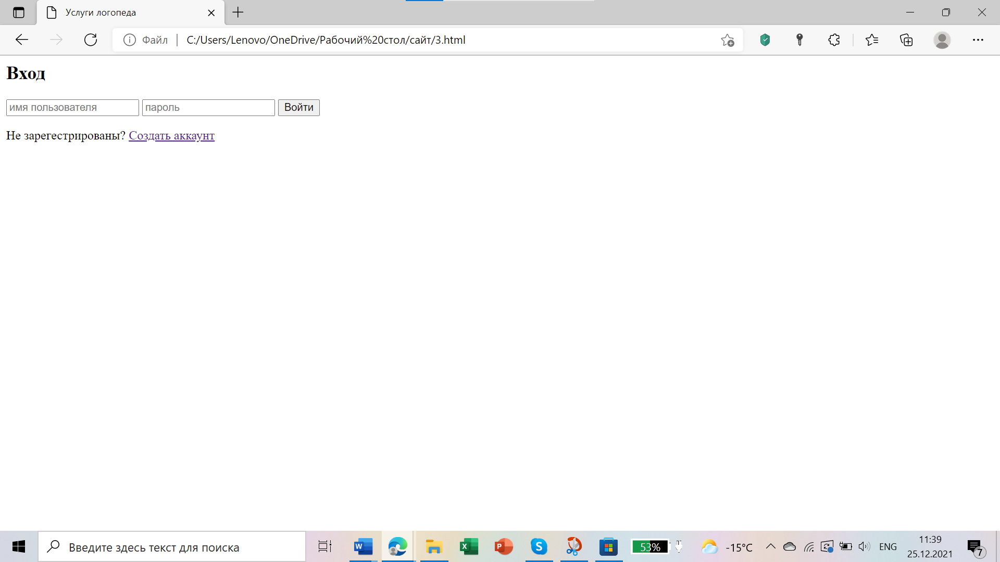 Услуги логопеда
Файл C:/Users/Lenovo/OneDrive/Рабочий%20стол/сайт/3.html
Вход
имя пользователя пароль Войти
Не зарегестрированы? Создать аккаунт
Введите здесь текст для поиска
W
X
P
S
53%
-15°C
ENG
11:39
25.12.2021
7